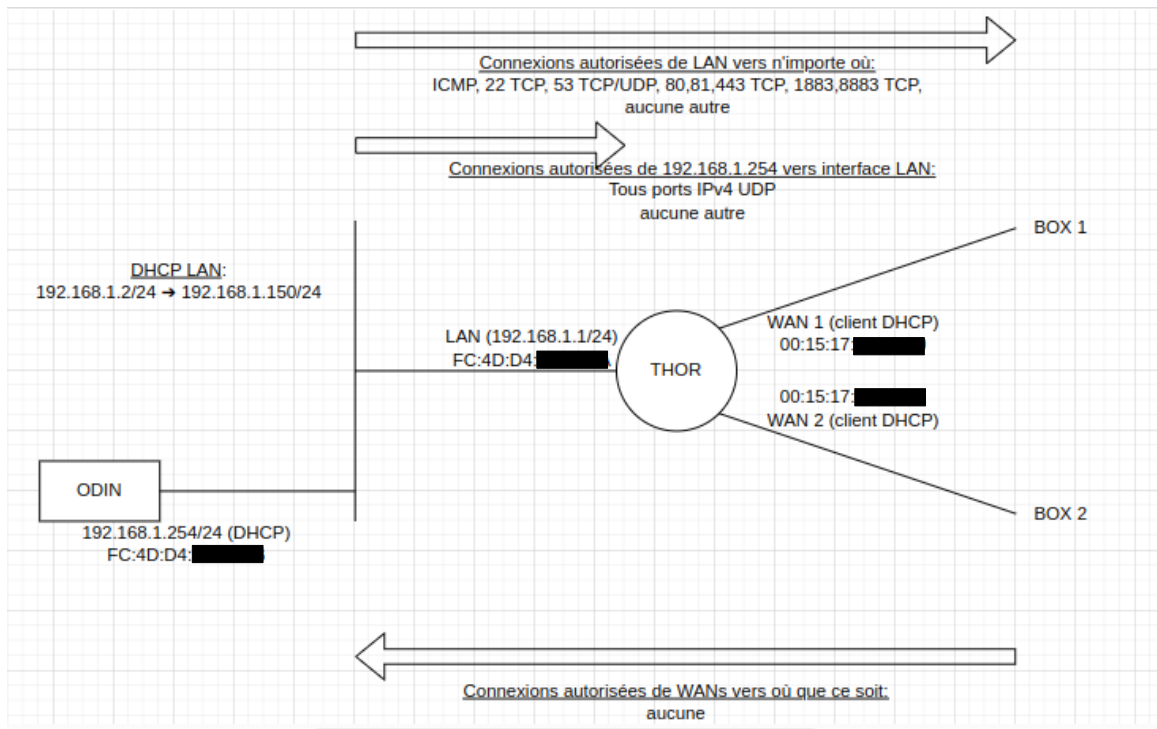 Connexions autorisées de LAN vers n'importe où:
ICMP, 22 TCP, 53 TCP/UDP, 80,81,443 TCP, 1883,8883 TCP,
aucune autre
Connexions autorisées de 192.168.1.254 vers interface LAN:
Tous ports IPv4 UDP
aucune autre
BOX 1
DHCP LAN:
192.168.1.2/24 ➔ 192.168.1.150/24
LAN (192.168.1.1/24)
FC:4D:D4:
THOR
WAN 1 (client DHCP)
00:15:17:
00:15:17:
WAN 2 (client DHCP)
ODIN
192.168.1.254/24 (DHCP)
FC:4D:D4:
BOX 2
Connexions autorisées de WANs vers où que ce soit:
aucune